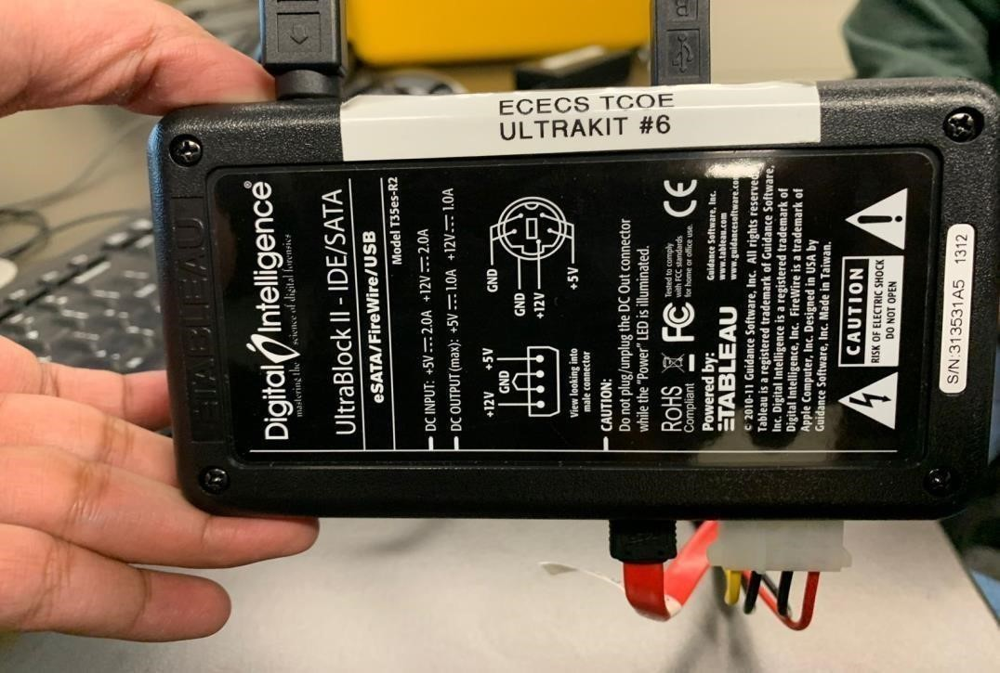 ECECS TCOE
ULTRAKIT #6
ETABLEAU
Digital Intelligence®
mastering the science of digital forensics
UltraBlock II - IDE/SATA
eSATA/FireWire/USB
Model T35es-R2
DC INPUT: +5V⎓2.0A +12V⎓2.0A
DC OUTPUT (max): +5V⎓1.0A +12V⎓1.0A
+12V
GND
+5V
View looking into
male connector
GND
GND
+12V
+5V
CAUTION:
Do not plug/unplug the DC Out connector
while the "Power" LED is illuminated.
RoHS
Compliant
FC
Tested to comply
with FCC standards
for home or office use.
CE
Powered by:
ETABLEAU
Guidance Software, Inc.
www.tableau.com
www.guidancesoftware.com
© 2010-11 Guidance Software, Inc. All rights reserved.
Tableau is a registered trademark of Guidance Software,
Inc. Digital Intelligence is a registered trademark of
Digital Intelligence, Inc. FireWire is a trademark of
Apple Computer, Inc. Designed in USA by
Guidance Software, Inc. Made in Taiwan.
CAUTION
RISK OF ELECTRIC SHOCK
DO NOT OPEN
S/N:313531A5 1312